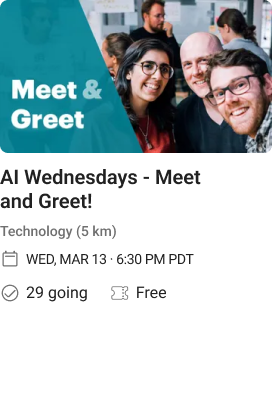 Meet &
Greet
AI Wednesdays - Meet
and Greet!
Technology (5 km)
WED, MAR 13 · 6:30 PM PDT
29 going
Free